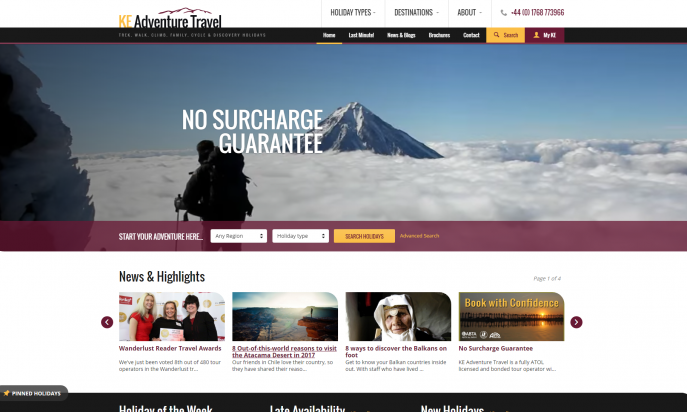 KE Adventure Travel
TREK, WALK, CLIMB, FAMILY, CYCLE & DISCOVERY HOLIDAYS
HOLIDAY TYPES
DESTINATIONS
ABOUT
+44 (0) 1768 773966
Home
Last Minute!
News & Blogs
Brochures
Contact
Search
My KE
NO SURCHARGE
GUARANTEE
START YOUR ADVENTURE HERE...
Any Region
Holiday type
SEARCH HOLIDAYS
Advanced Search
News & Highlights
Page 1 of 4
Book with Confidence
ABTA
Wanderlust Reader Travel Awards
We've just been voted 8th out of 480 tour
operators in the Wanderlust tr...
8 Out-of-this-world reasons to visit
the Atacama Desert in 2017
Our friends in Chile love their country, so
they have shared their reaso...
8 ways to discover the Balkans on
foot
Get to know your Balkan countries inside
out. With staff who have lived ...
No Surcharge Guarantee
KE Adventure Travel is a fully ATOL
licensed and bonded tour operator wi...
PINNED HOLIDAYS
Holiday of the Week
Late Availability
New Holidays